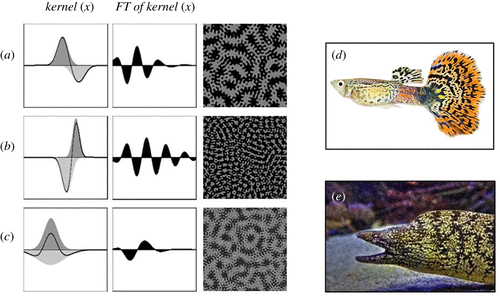 kernel (x) FT of kernel (x)
(a)
(b)
(c)
(d)
(e)